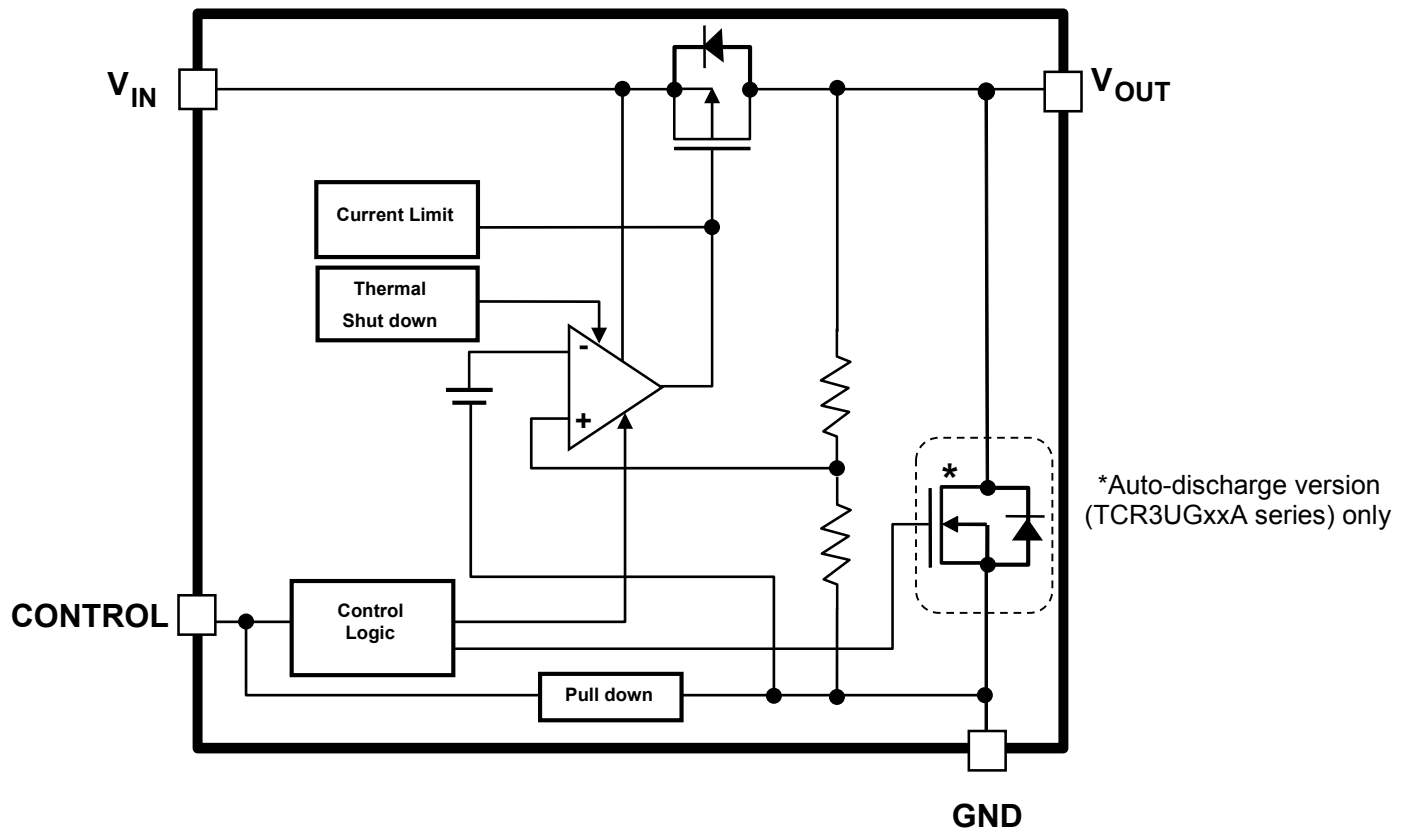 VIN
VOUT
Current Limit
Thermal
Shut down
-
+
*
*Auto-discharge version
(TCR3UGxxA series) only
CONTROL
Control
Logic
Pull down
GND